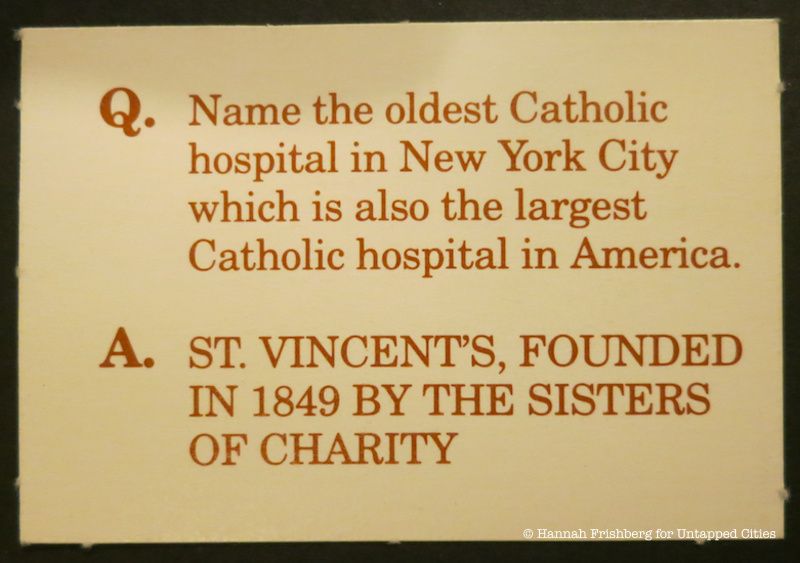 Q. Name the oldest Catholic
hospital in New York City
which is also the largest
Catholic hospital in America.
A. ST. VINCENT'S, FOUNDED
IN 1849 BY THE SISTERS
OF CHARITY
© Hannah Frishberg for Untapped Cities